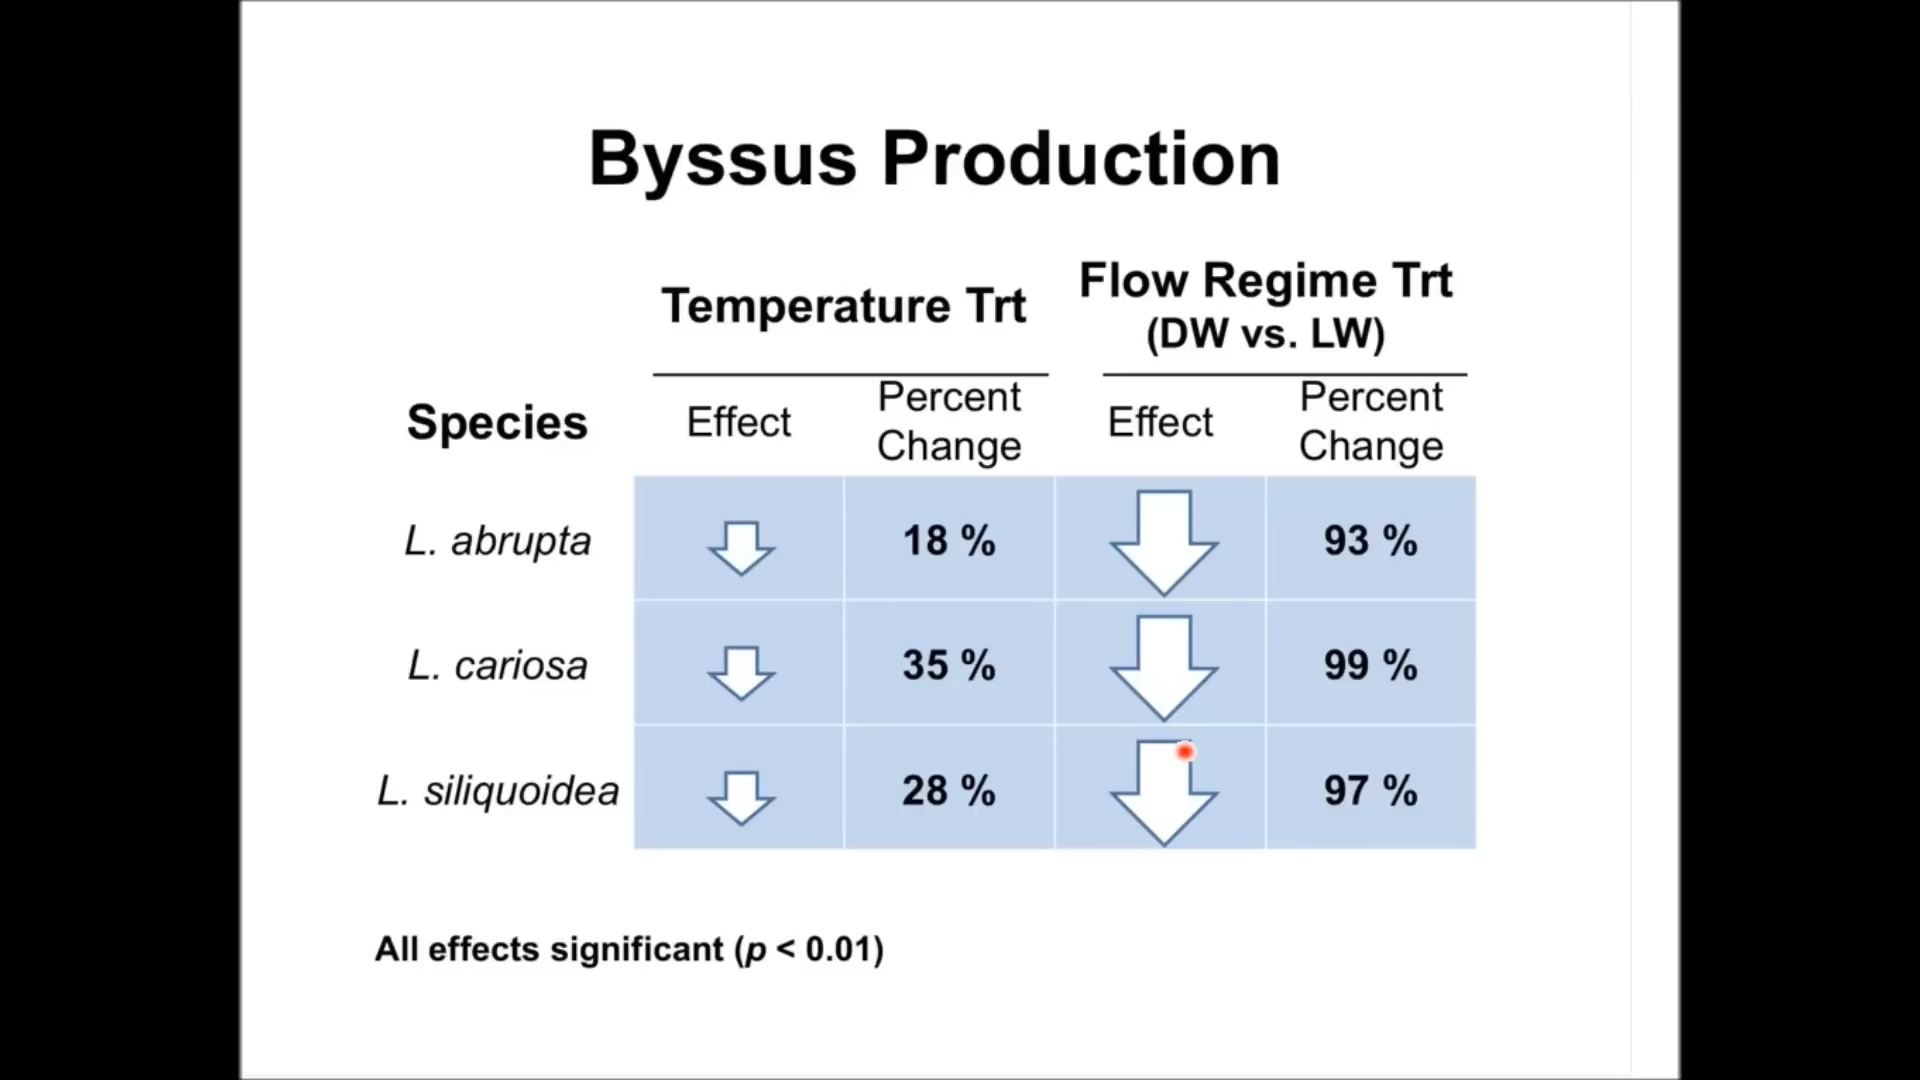 Byssus Production
Temperature Trt
Flow Regime Trt
(DW vs. LW)
Species
Effect
Percent
Change
Effect
Percent
Change
L. abrupta 18 % 93 %
L. cariosa 35 % 99 %
L. siliquoidea 28 % 97 %
All effects significant (p < 0.01)